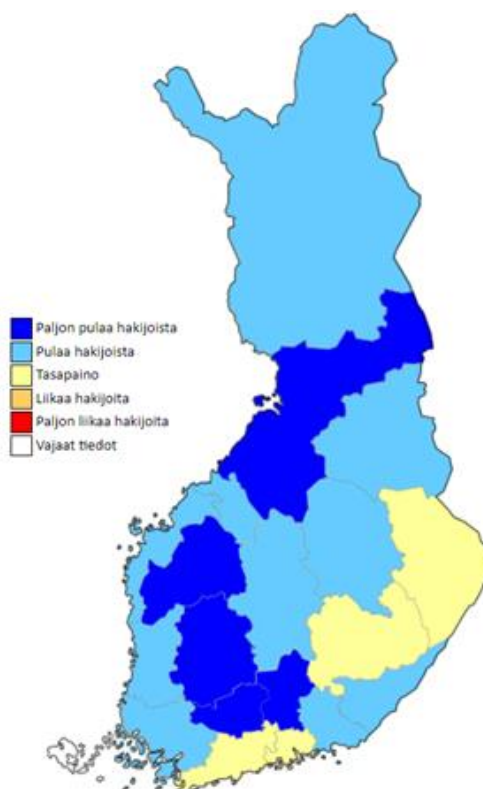 Paljon pulaa hakijoista
Pulaa hakijoista
Tasapaino
Liikaa hakijoita
Paljon liikaa hakijoita
Vajaat tiedot